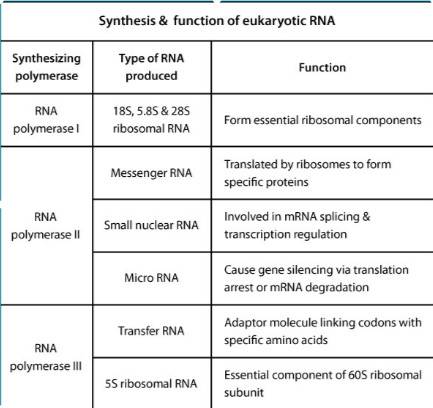 Synthesis & function of eukaryotic RNA
Synthesizing
polymerase
Type of RNA
produced
Function
RNA
polymerase I
18S, 5.8S & 28S
ribosomal RNA
Form essential ribosomal components
RNA
polymerase II
Messenger RNA
Translated by ribosomes to form
specific proteins
Small nuclear RNA
Involved in mRNA splicing &
transcription regulation
Micro RNA
Cause gene silencing via translation
arrest or mRNA degradation
RNA
polymerase III
Transfer RNA
Adaptor molecule linking codons with
specific amino acids
5S ribosomal RNA
Essential component of 60S ribosomal
subunit